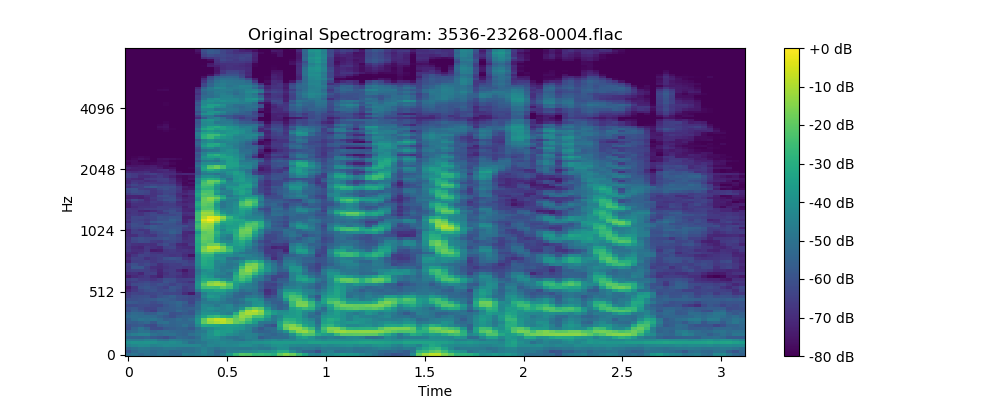 Original Spectrogram: 3536-23268-0004.flac
Hz
4096
2048
1024
512
0
0
0.5
1
1.5
2
2.5
3
Time
+0 dB
-10 dB
-20 dB
-30 dB
-40 dB
-50 dB
-60 dB
-70 dB
-80 dB